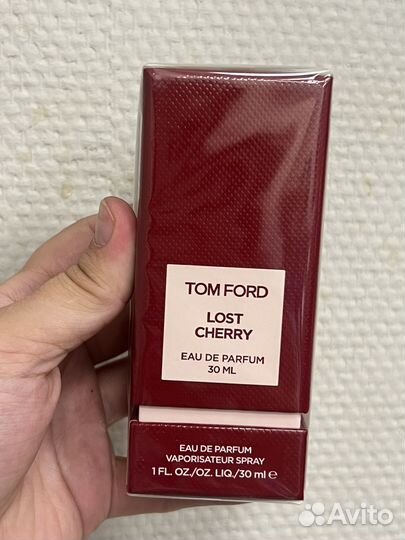 TOM FORD
LOST
CHERRY
EAU DE PARFUM
30 ML
EAU DE PARFUM
VAPORISATEUR SPRAY
1 FL. OZ./OZ. LIQ./30 ml ℮
Avito